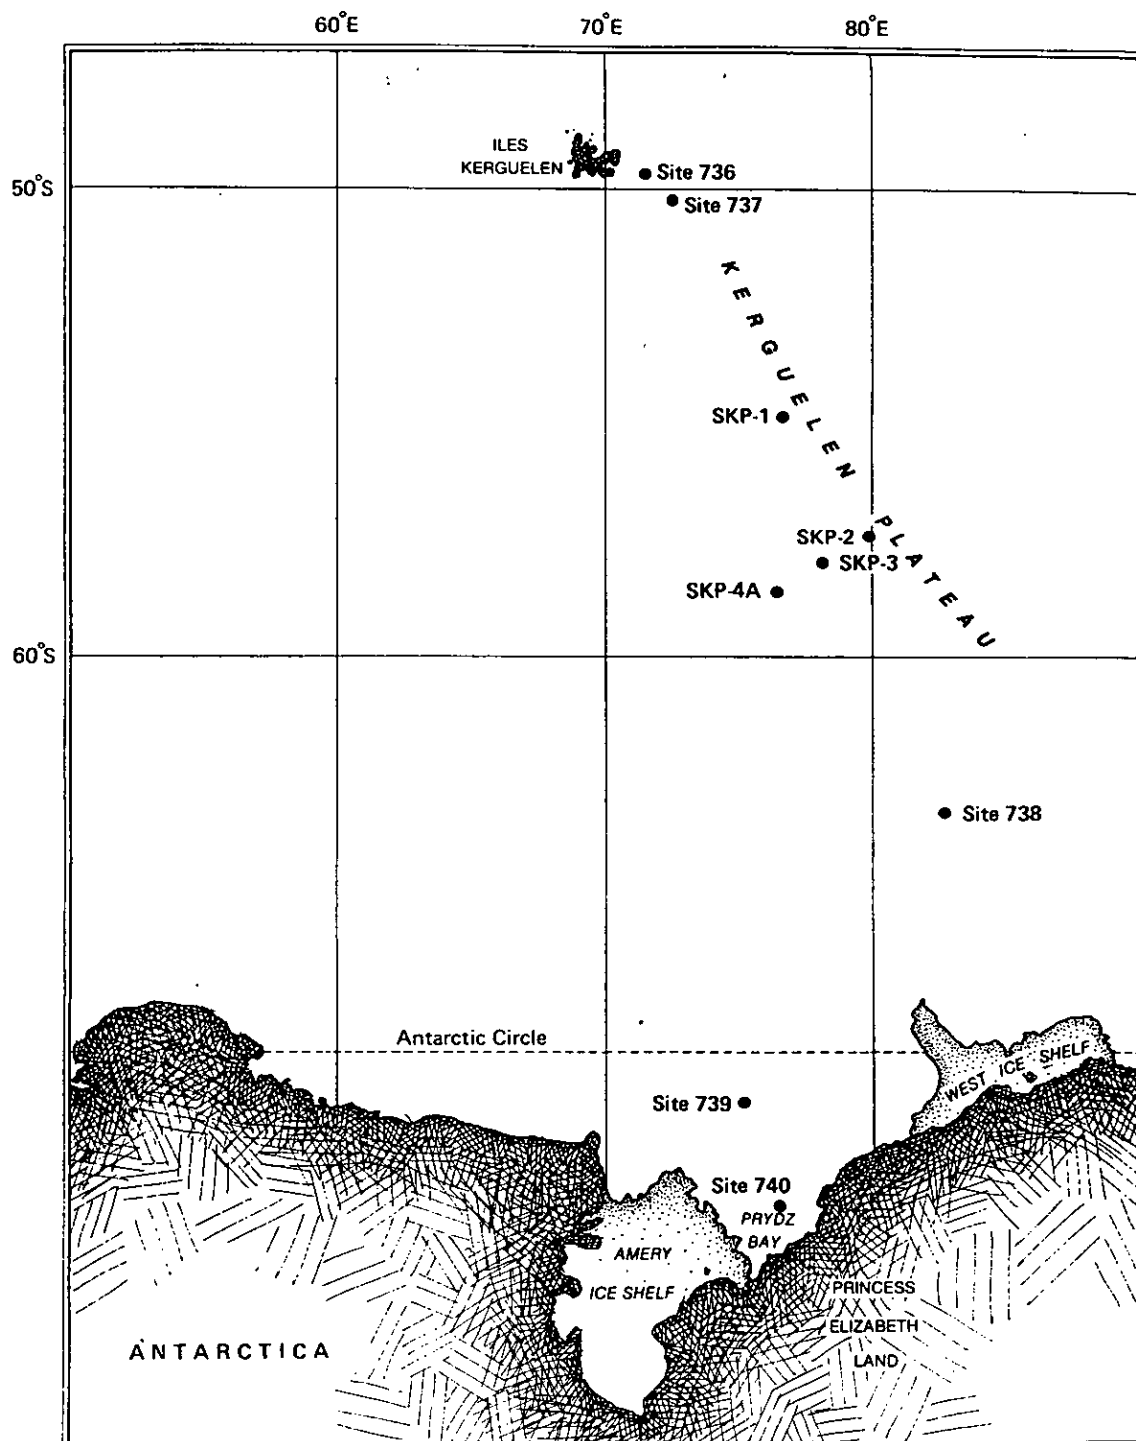 60°E
70°E
80°E
ILES
KERGUELEN
Site 736
50°S
Site 737
KERGUELEN PLATEAU
SKP-1
SKP-2
SKP-3
SKP-4A
60°S
Site 738
Antarctic Circle
WEST ICE SHELF
Site 739
Site 740
PRYDZ
BAY
AMERY
ICE SHELF
PRINCESS
ELIZABETH
LAND
ANTARCTICA